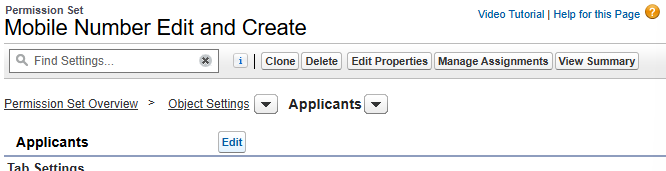 Permission Set
Mobile Number Edit and Create
Video Tutorial | Help for this Page
Find Settings...
i | Clone Delete Edit Properties Manage Assignments View Summary
Permission Set Overview > Object Settings Applicants
Applicants Edit
Tab Settings